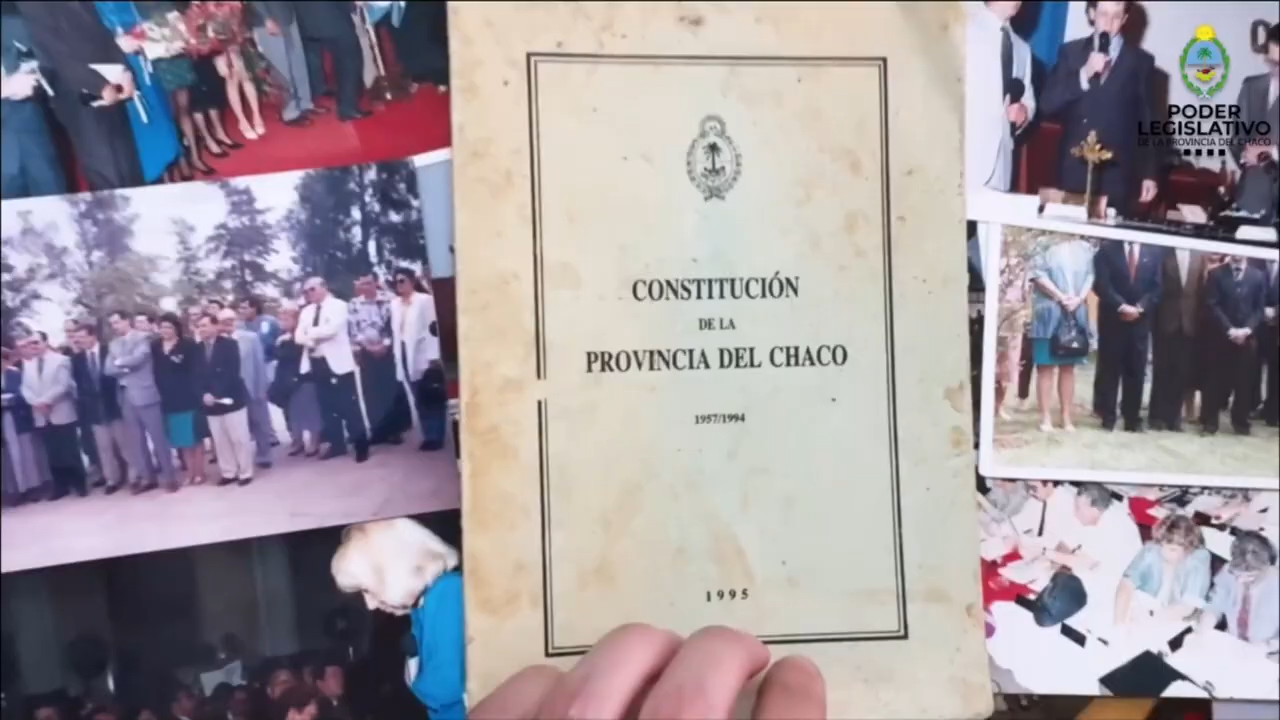 CONSTITUCIÓN
DE LA
PROVINCIA DEL CHACO
1957/1994
1995
PODER
LEGISLATIVO
DE LA PROVINCIA DEL CHACO